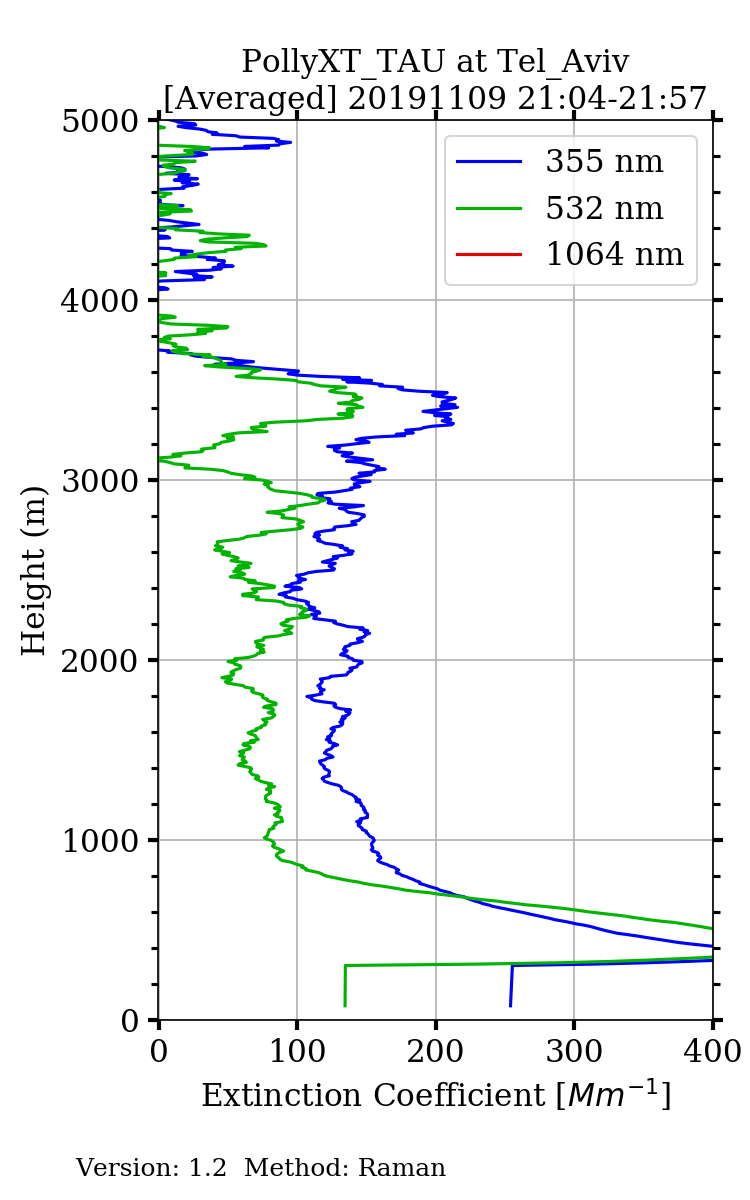 PollyXT_TAU at Tel_Aviv
[Averaged] 20191109 21:04-21:57
355 nm
532 nm
1064 nm
5000
4000
3000
2000
1000
0
Height (m)
0 100 200 300 400
Extinction Coefficient [Mm⁻¹]
Version: 1.2 Method: Raman